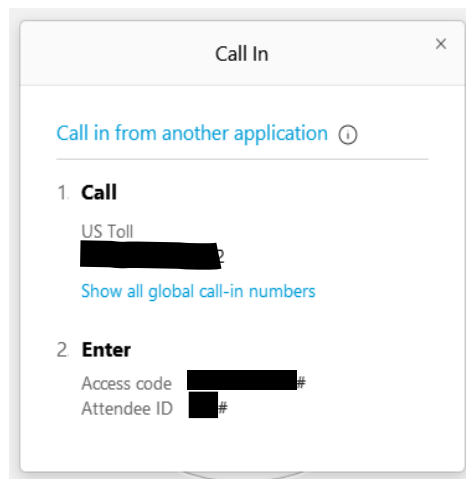 Call In
×
Call in from another application
1. Call
US Toll
2
Show all global call-in numbers
2. Enter
Access code #
Attendee ID #